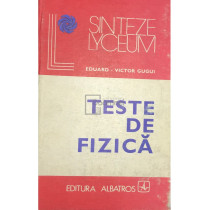 SINTEZE
LYCEUM
EDUARD-VICTOR GUGUI
TESTE
DE
FIZICĂ
EDITURA ALBATROS